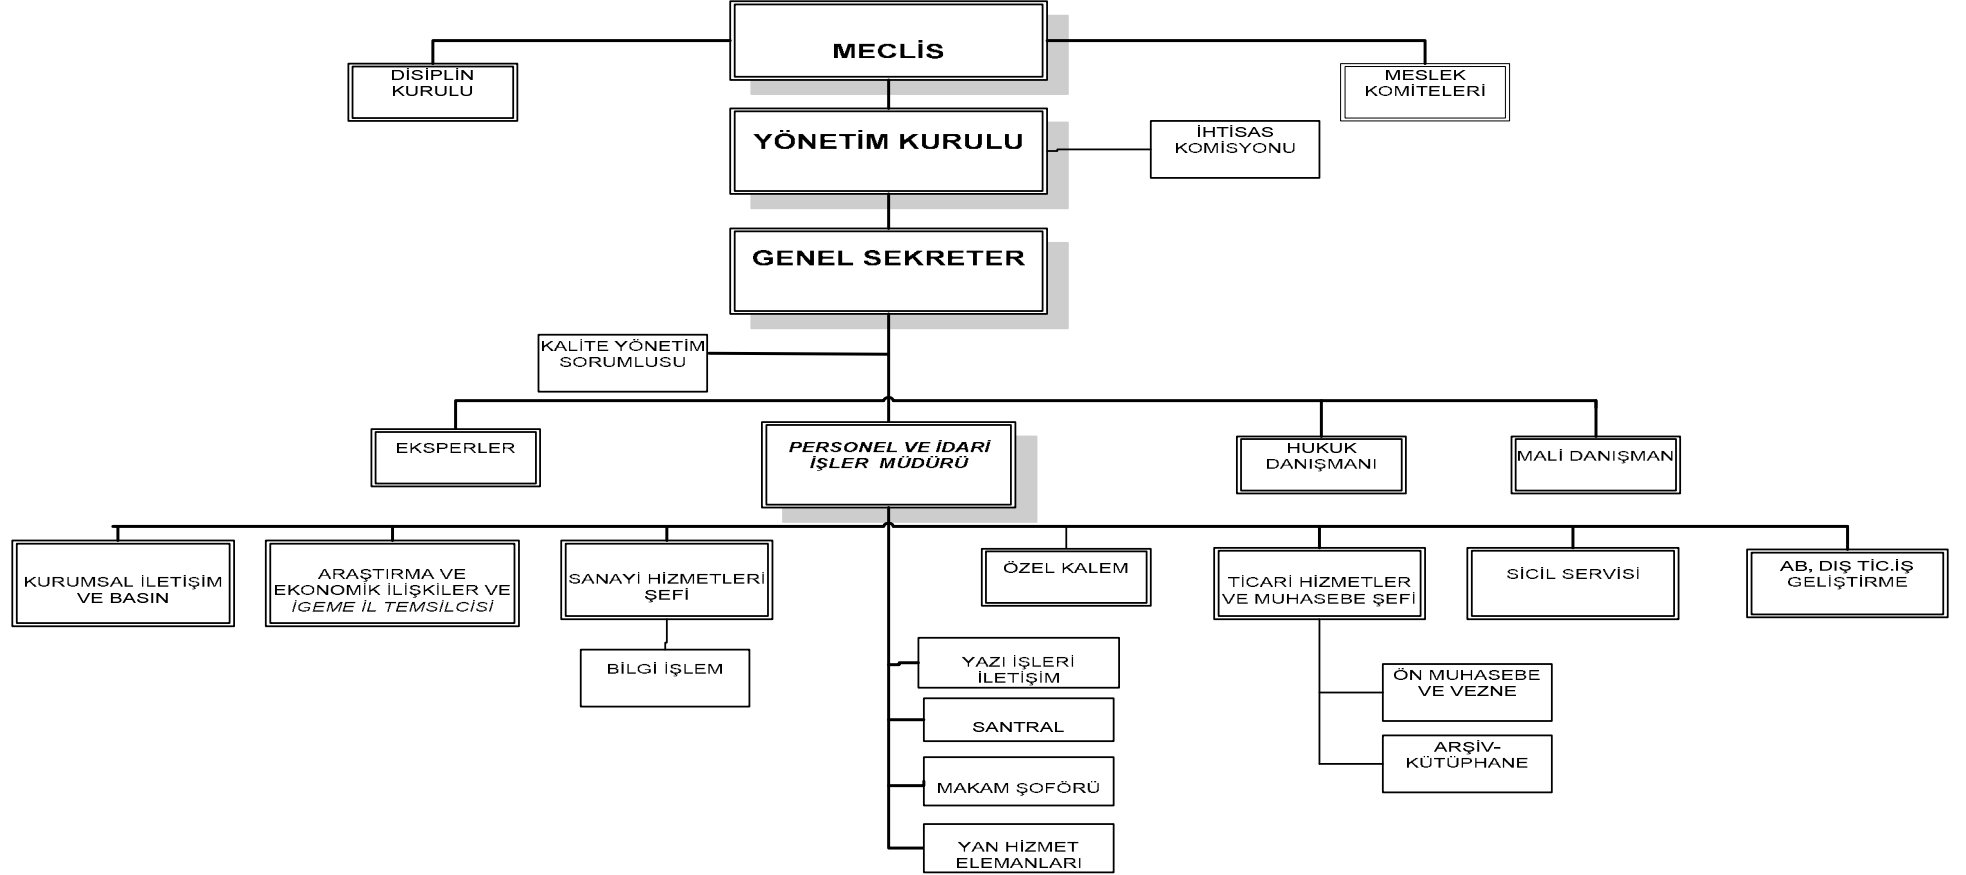 MECLİS
DİSİPLİN
KURULU
MESLEK
KOMİTELERİ
YÖNETİM KURULU
İHTİSAS
KOMİSYONU
GENEL SEKRETER
KALİTE YÖNETİM
SORUMLUSU
EKSPERLER
PERSONEL VE İDARİ
İŞLER  MÜDÜRÜ
HUKUK
DANIŞMANI
MALİ DANIŞMAN
KURUMSAL İLETİŞİM
VE BASIN
ARAŞTIRMA VE
EKONOMİK İLİŞKİLER VE
İGEME İL TEMSİLCİSİ
SANAYİ HİZMETLERİ
ŞEFİ
ÖZEL KALEM
TİCARİ HİZMETLER
VE MUHASEBE ŞEFİ
SİCİL SERVİSİ
AB, DIŞ TİC.İŞ
GELİŞTİRME
BİLGİ İŞLEM
YAZI İŞLERİ
İLETİŞİM
SANTRAL
MAKAM ŞOFÖRÜ
YAN HİZMET
ELEMANLARI
ÖN MUHASEBE
VE VEZNE
ARŞİV-
KÜTÜPHANE